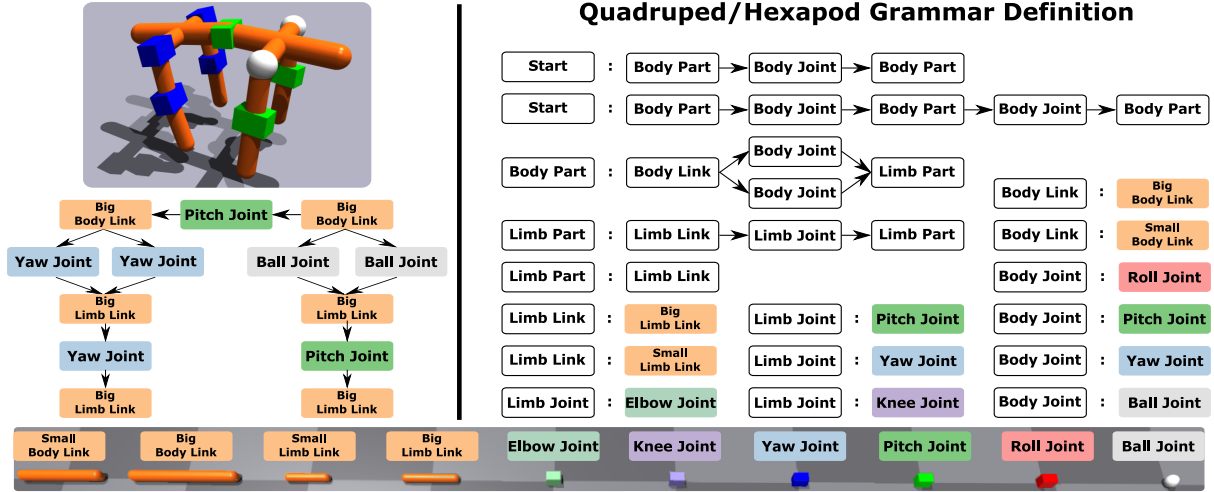 Quadruped/Hexapod Grammar Definition
Start : Body Part Body Joint Body Part
Start : Body Part Body Joint Body Part Body Joint Body Part
Body Joint
Body Part : Body Link Limb Part
Body Joint
Body Link : Big
Body Link
Limb Part : Limb Link Limb Joint Limb Part
Body Link : Small
Body Link
Limb Part : Limb Link
Body Joint : Roll Joint
Limb Link : Big
Limb Link
Limb Joint : Pitch Joint
Body Joint : Pitch Joint
Limb Link : Small
Limb Link
Limb Joint : Yaw Joint
Body Joint : Yaw Joint
Limb Joint : Elbow Joint
Limb Joint : Knee Joint
Body Joint : Ball Joint
Big
Body Link
Pitch Joint
Big
Body Link
Yaw Joint Yaw Joint
Ball Joint Ball Joint
Big
Limb Link
Big
Limb Link
Yaw Joint
Pitch Joint
Big
Limb Link
Big
Limb Link
Small
Body Link
Big
Body Link
Small
Limb Link
Big
Limb Link
Elbow Joint
Knee Joint
Yaw Joint
Pitch Joint
Roll Joint
Ball Joint